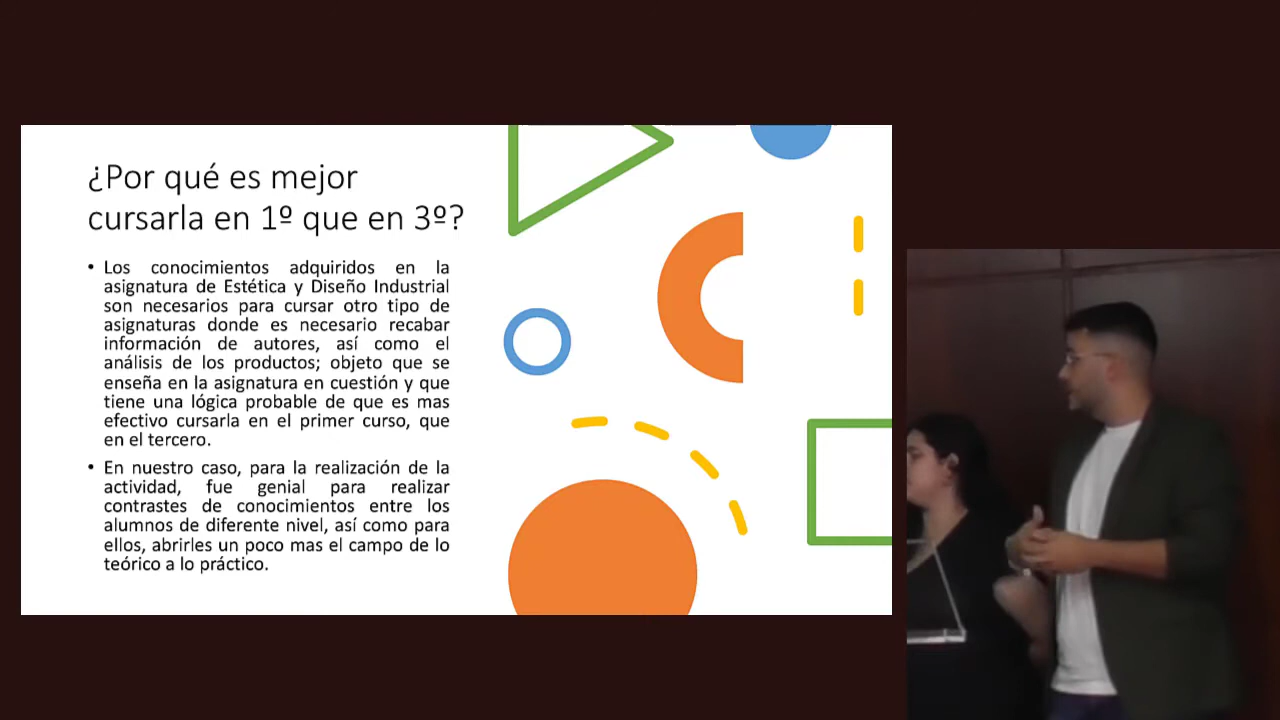 ¿Por qué es mejor
cursarla en 1º que en 3º?
• Los conocimientos adquiridos en la
asignatura de Estética y Diseño Industrial
son necesarios para cursar otro tipo de
asignaturas donde es necesario recabar
información de autores, así como el
análisis de los productos; objeto que se
enseña en la asignatura en cuestión y que
tiene una lógica probable de que es mas
efectivo cursarla en el primer curso, que
en el tercero.
• En nuestro caso, para la realización de la
actividad, fue genial para realizar
contrastes de conocimientos entre los
alumnos de diferente nivel, así como para
ellos, abrirles un poco mas el campo de lo
teórico a lo práctico.